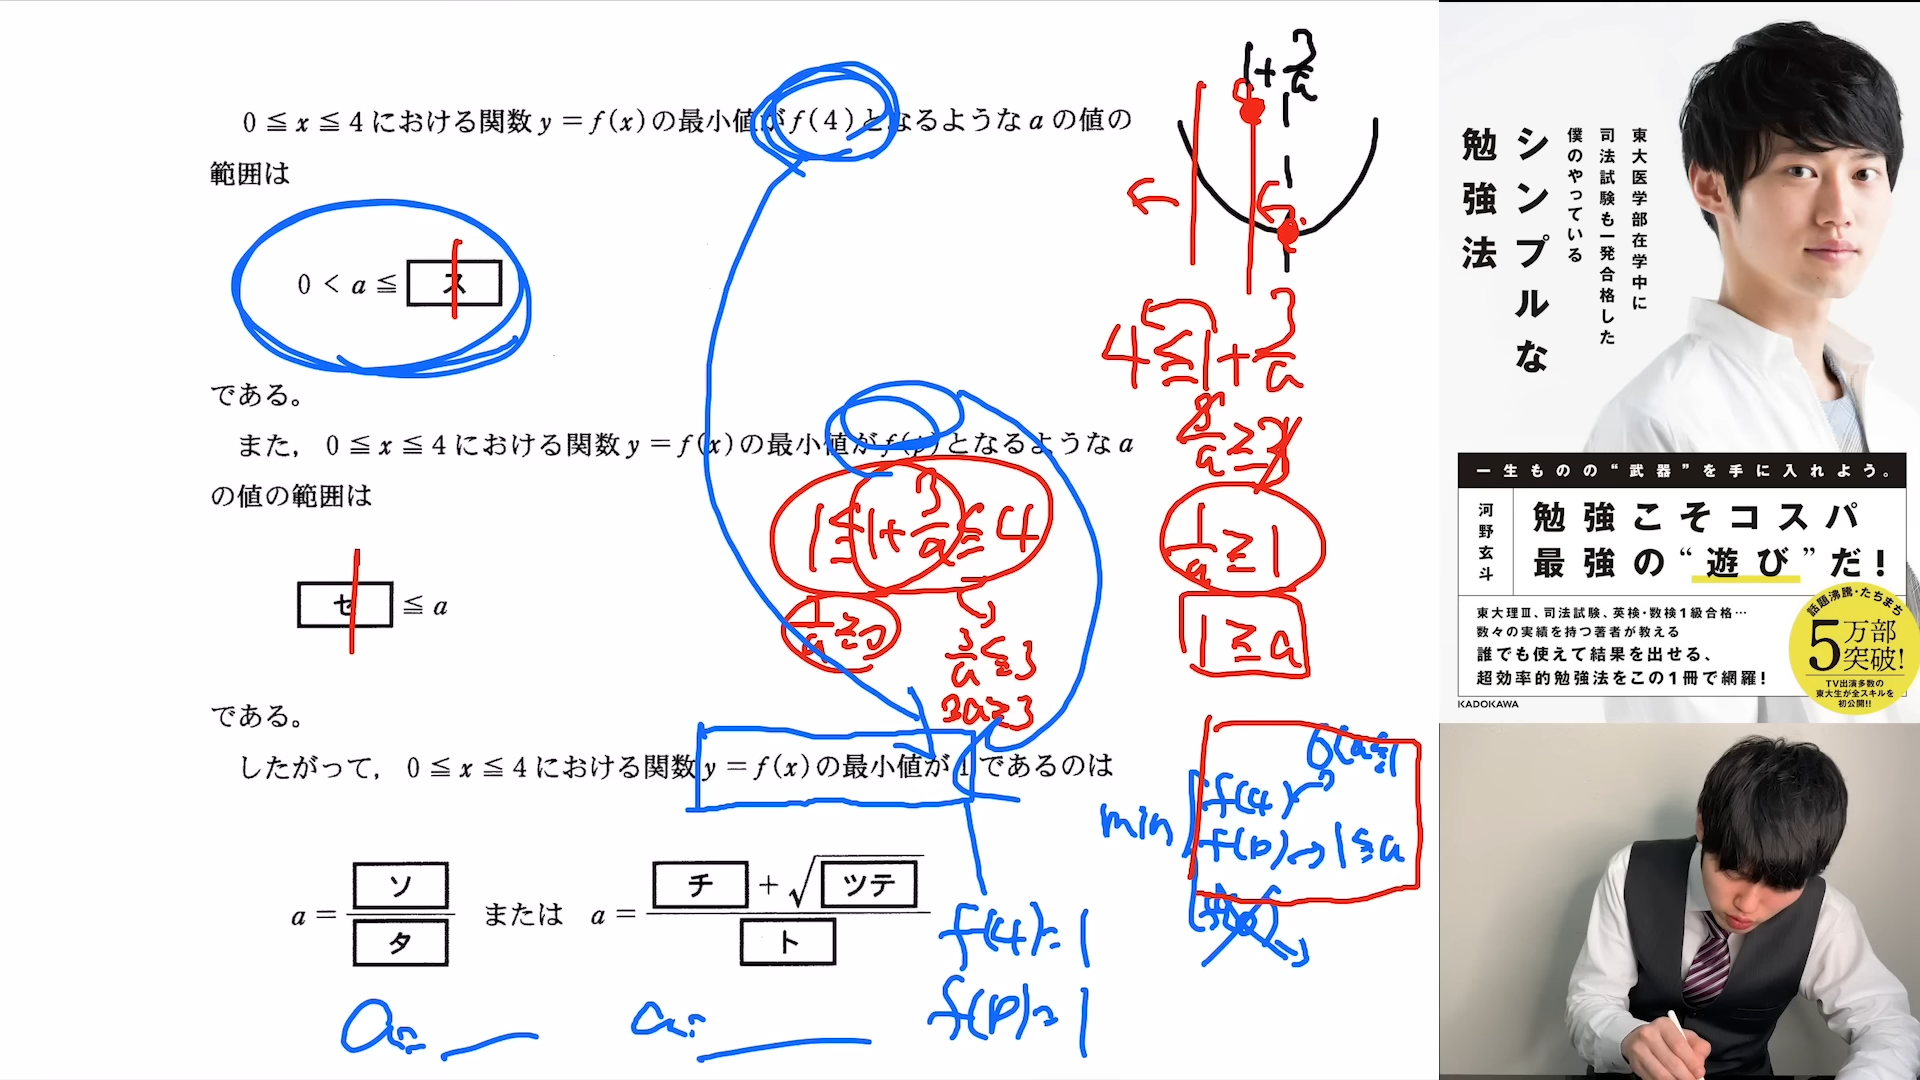 0 ≦ x ≦ 4 における関数 y = f(x) の最小値が f(4) となるような a の値の
範囲は
0 < a ≦ ス
である。
また, 0 ≦ x ≦ 4 における関数 y = f(x) の最小値が f(p) となるような a
の値の範囲は
セ ≦ a
である。
したがって, 0 ≦ x ≦ 4 における関数 y = f(x) の最小値が 1 であるのは
a = ソ/タ または a = (チ + √ツテ)/ト
a =
a =
f(4) = 1
f(p) = 1
1 ≦ 1 + 3/a ≦ 4
3/a ≦ 3
3a ≧ 3
1 + 3/a
4 ≦ 1 + 3/a
1/a ≧ 1
1 ≧ a
min
0 < a ≦ 1
f(4) →
f(p) → 1 ≦ a
東大医学部在学中に
司法試験も一発合格した
僕のやっている
シンプルな
勉強法
一生ものの“武器”を手に入れよう。
河野玄斗
勉強こそコスパ
最強の“遊び”だ!
東大理Ⅲ、司法試験、英検・数検1級合格…
数々の実績を持つ著者が教える
誰でも使えて結果を出せる、
超効率的勉強法をこの1冊で網羅!
話題沸騰・たちまち
5万部
突破!
TV出演多数の
東大生が全スキルを
初公開!!
KADOKAWA